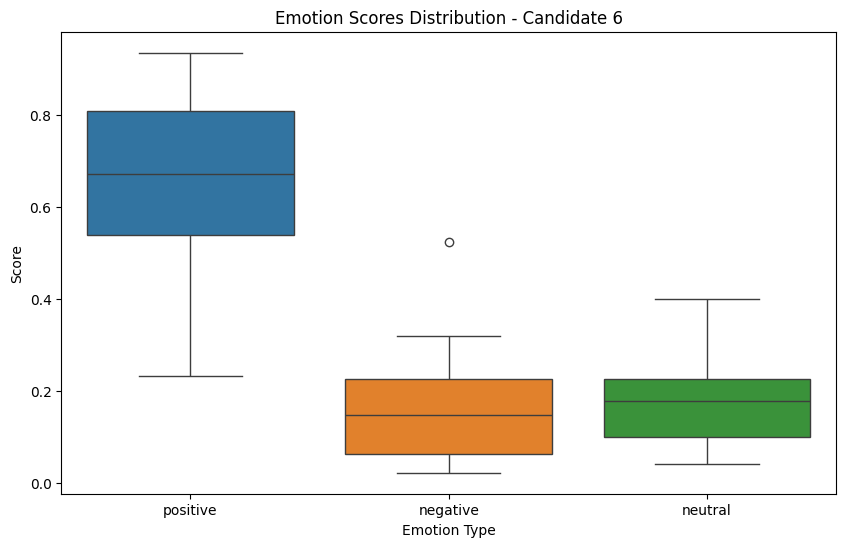 Emotion Scores Distribution - Candidate 6
Score
0.8
0.6
0.4
0.2
0.0
positive
negative
neutral
Emotion Type